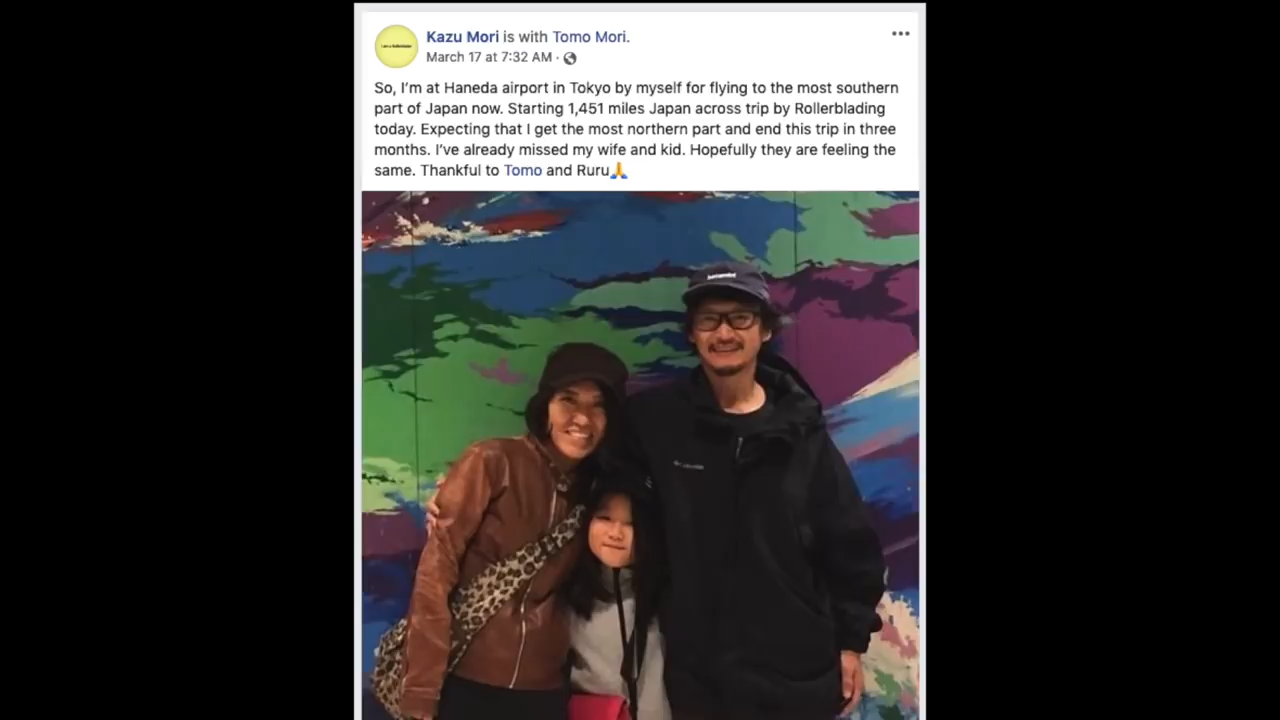 Kazu Mori is with Tomo Mori.
March 17 at 7:32 AM ·
So, I'm at Haneda airport in Tokyo by myself for flying to the most southern
part of Japan now. Starting 1,451 miles Japan across trip by Rollerblading
today. Expecting that I get the most northern part and end this trip in three
months. I've already missed my wife and kid. Hopefully they are feeling the
same. Thankful to Tomo and Ruru🙏